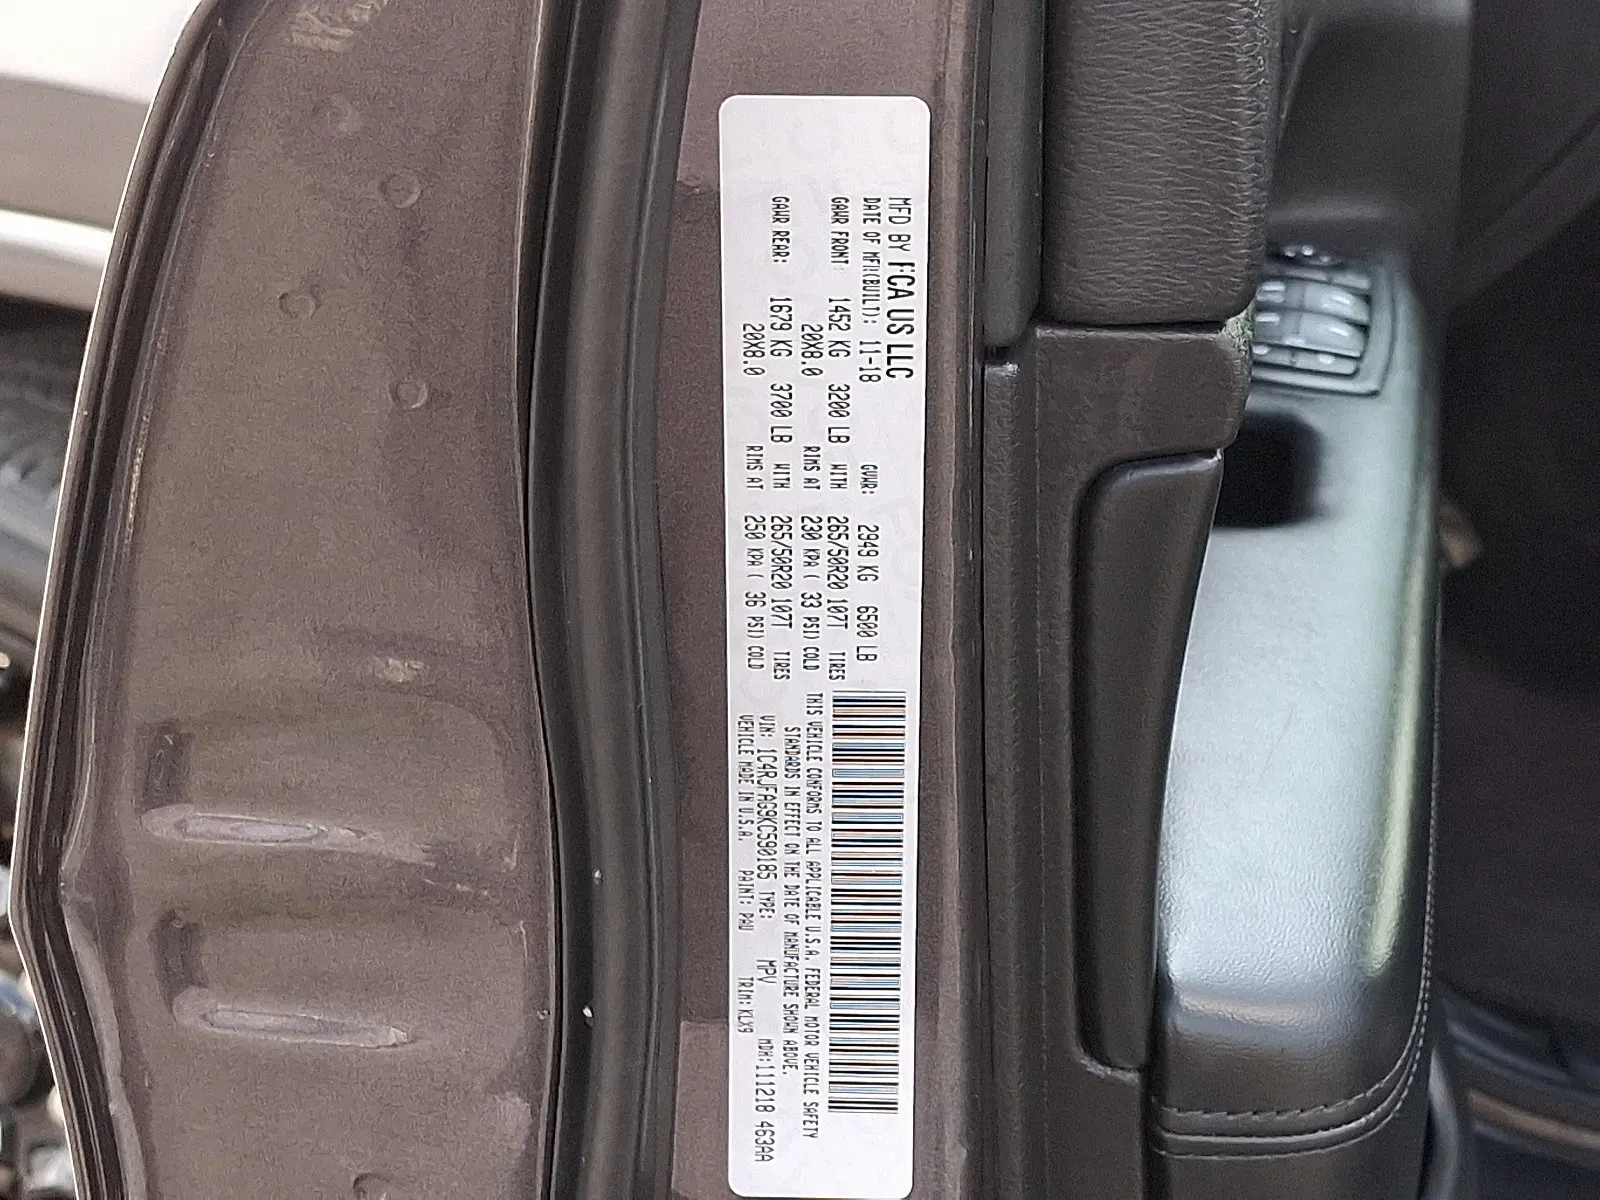 MFD BY FCA US LLC
DATE OF MFR(BUILT): 11-18 GVWR: 2949 KG 6500 LB
GAWR FRONT: 1452 KG 3200 LB WITH 265/50R20 107T TIRES
20X8.0 RIMS AT 230 KPA ( 33 PSI) COLD
GAWR REAR: 1679 KG 3700 LB WITH 265/50R20 107T TIRES
20X8.0 RIMS AT 250 KPA ( 36 PSI) COLD
THIS VEHICLE CONFORMS TO ALL APPLICABLE U.S.A. FEDERAL MOTOR VEHICLE SAFETY
STANDARDS IN EFFECT ON THE DATE OF MANUFACTURE SHOWN ABOVE.
VIN: 1C4RJFAG9KC590185 TYPE: MPV MDH:111218 463AA
VEHICLE MADE IN U.S.A. PAINT: PAU TRIM: KLX9